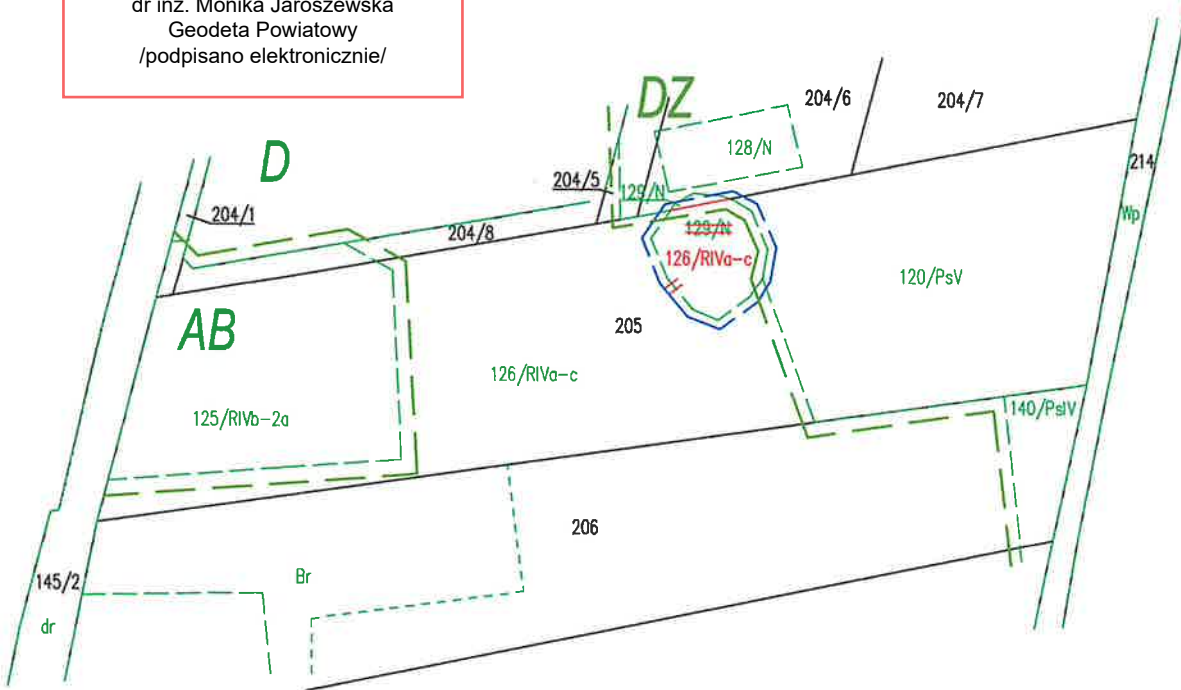 dr inż. Monika Jaroszewska
Geodeta Powiatowy
/podpisano elektronicznie/
DZ
204/6
204/7
D
128/N
214
204/5
129/N
204/1
Wp
204/8
129/N
126/RIVa-c
120/PsV
AB
205
126/RIVa-c
125/RIVb-2a
140/PsIV
206
145/2
Br
dr